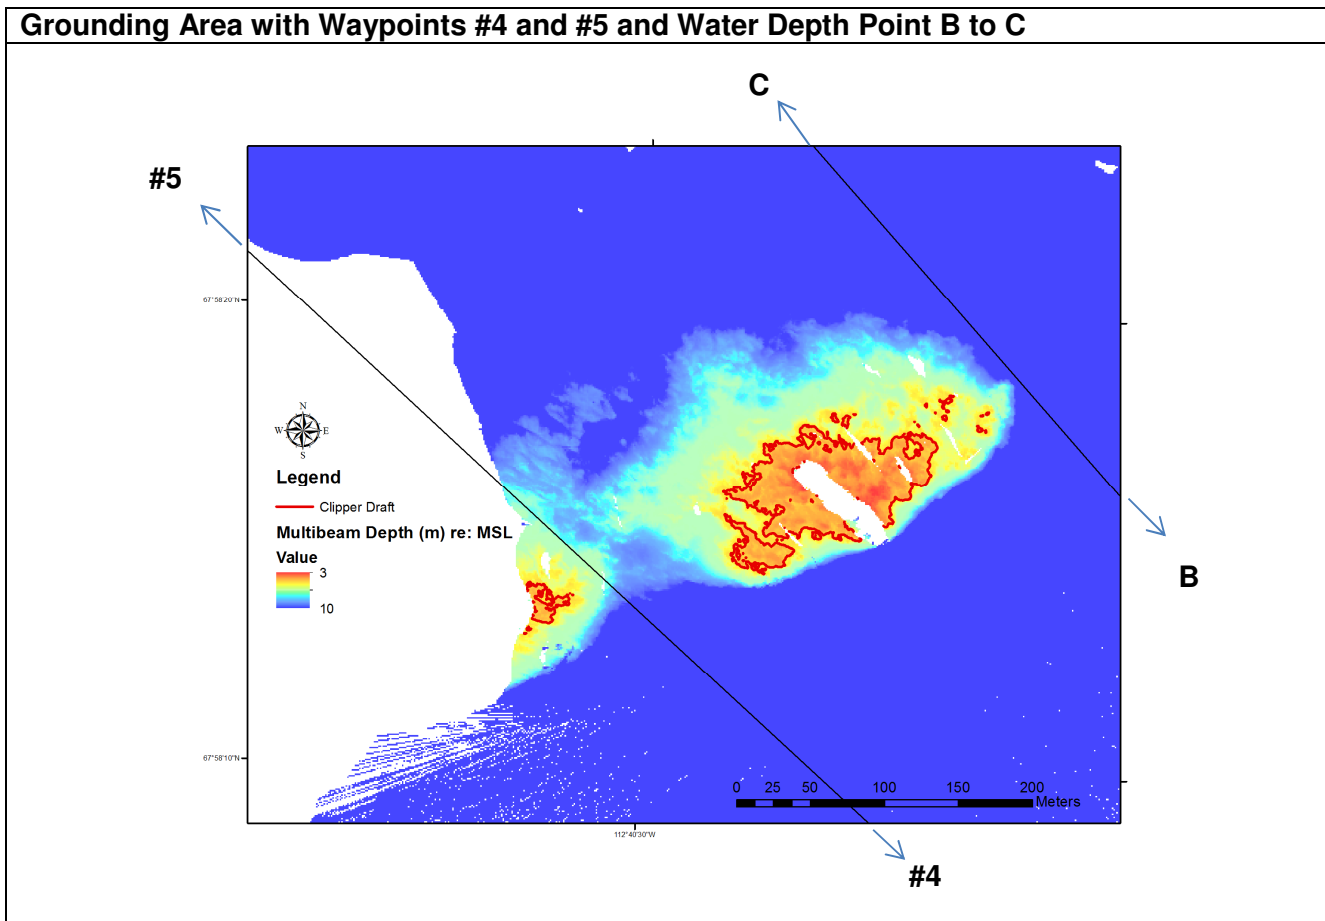 Grounding Area with Waypoints #4 and #5 and Water Depth Point B to C
C
#5
67°58'20"N
N
W E
S
Legend
Clipper Draft
Multibeam Depth (m) re: MSL
Value
3
10
B
67°58'10"N
0 25 50 100 150 200
Meters
112°40'30"W
#4